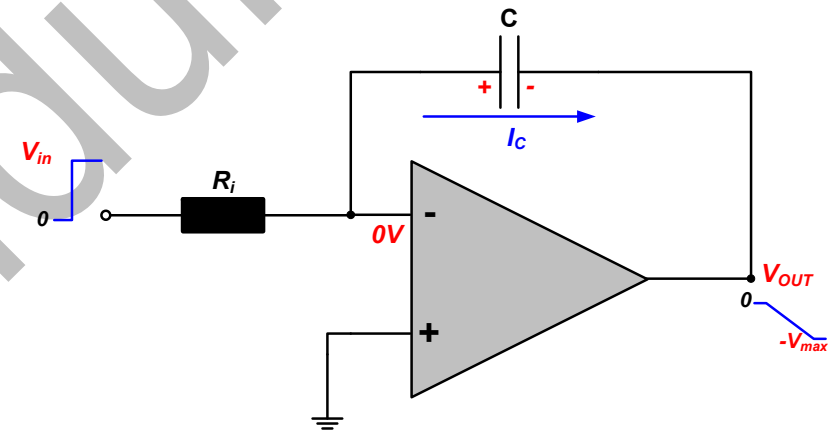 C
+ -
I_C
V_in
0
R_i
0V
-
+
V_OUT
0
-V_max